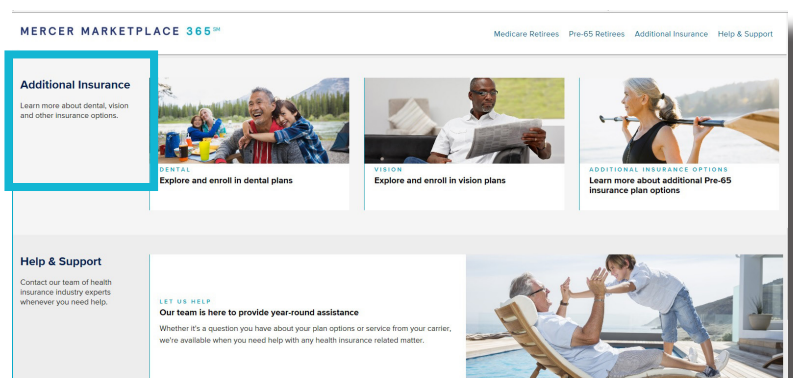 MERCER MARKETPLACE 365SM
Medicare Retirees Pre-65 Retirees Additional Insurance Help & Support
Additional Insurance
Learn more about dental, vision
and other insurance options.
DENTAL
Explore and enroll in dental plans
VISION
Explore and enroll in vision plans
ADDITIONAL INSURANCE OPTIONS
Learn more about additional Pre-65
insurance plan options
Help & Support
Contact our team of health
insurance industry experts
whenever you need help.
LET US HELP
Our team is here to provide year-round assistance
Whether it's a question you have about your plan options or service from your carrier,
we're available when you need help with any health insurance related matter.